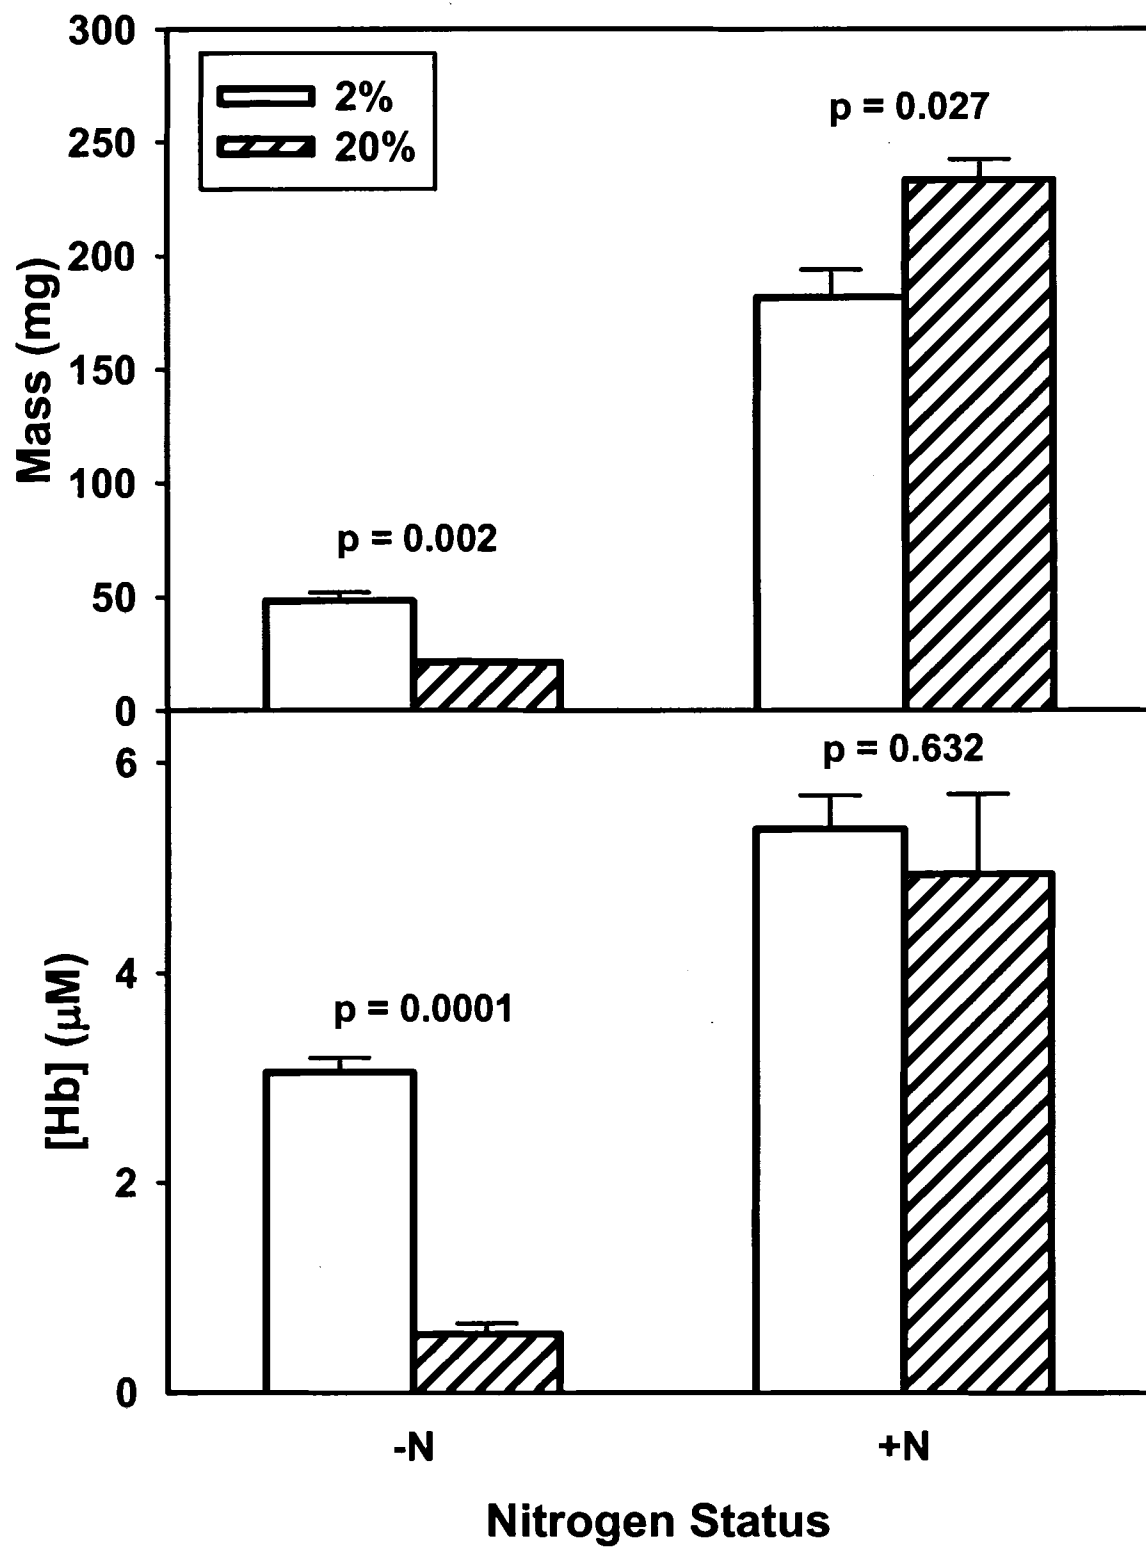 300
250
200
150
100
50
0
Mass (mg)
2%
20%
p = 0.027
p = 0.002
6
4
2
0
[Hb] (μM)
p = 0.632
p = 0.0001
-N +N
Nitrogen Status